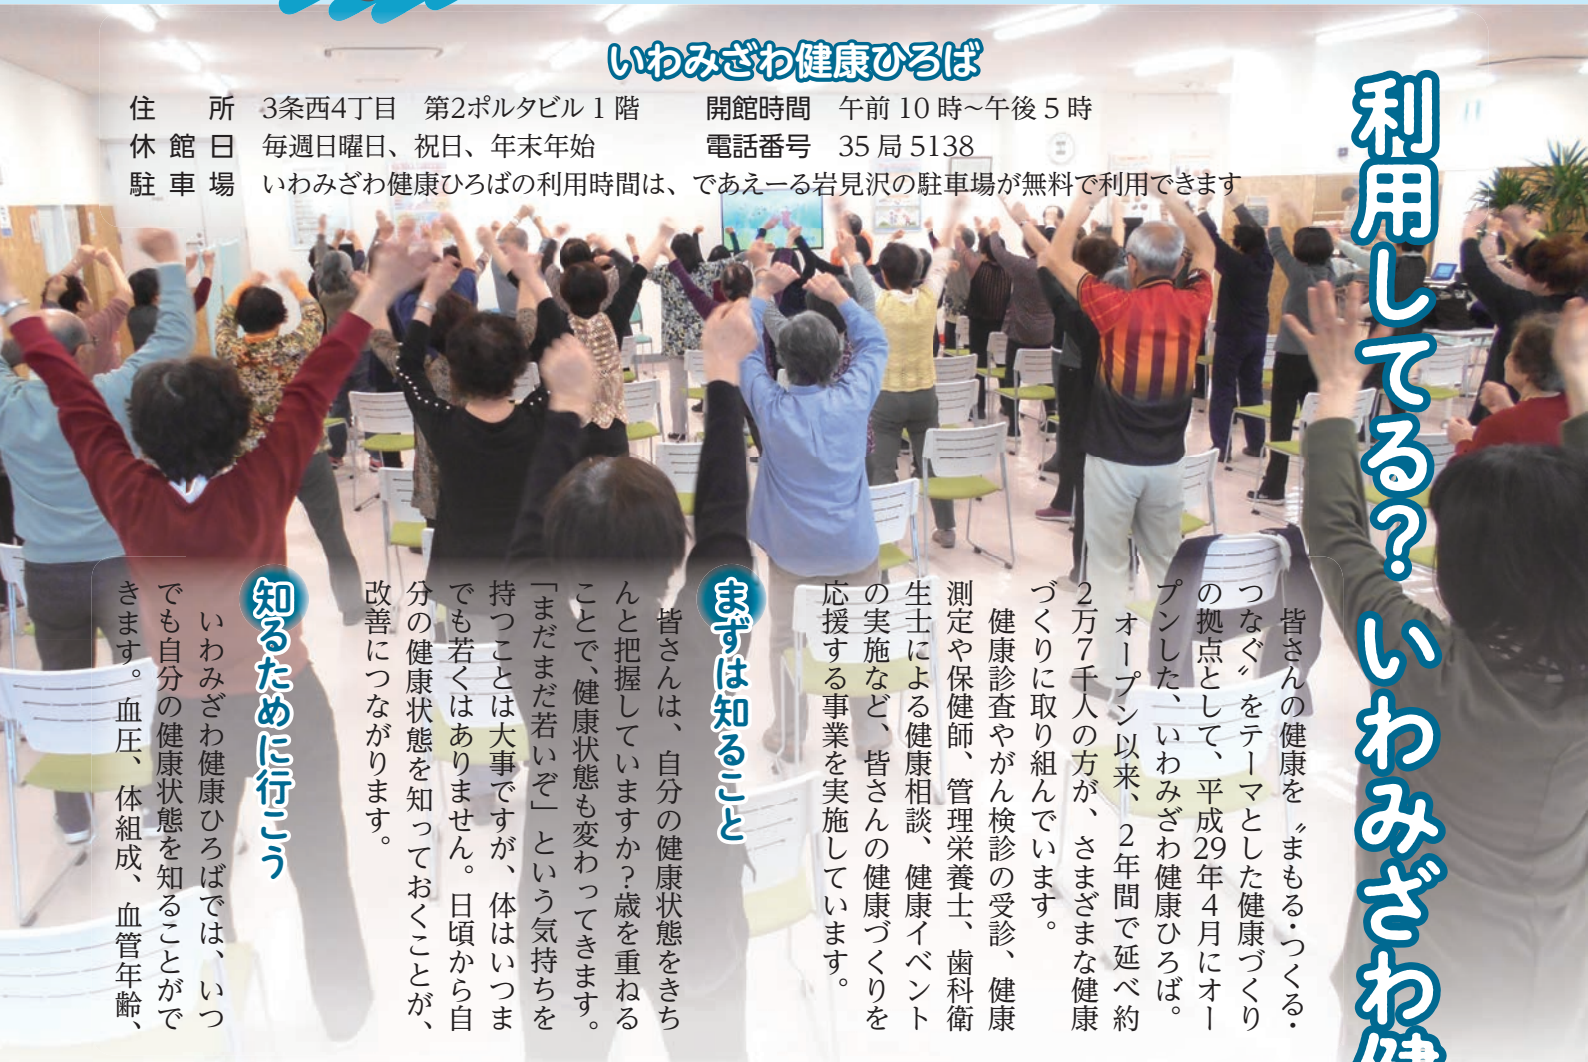 利用してる？ いわみざわ健
いわみざわ健康ひろば
住所 3条西4丁目 第2ポルタビル1階 開館時間 午前10時～午後5時
休館日 毎週日曜日、祝日、年末年始 電話番号 35局5138
駐車場 いわみざわ健康ひろばの利用時間は、であえーる岩見沢の駐車場が無料で利用できます
皆さんの健康を〝まもる・つくる・
つなぐ〟をテーマとした健康づくり
の拠点として、平成29年4月にオー
プンした、いわみざわ健康ひろば。
オープン以来、2年間で延べ約
2万7千人の方が、さまざまな健康
づくりに取り組んでいます。
健康診査やがん検診の受診、健康
測定や保健師、管理栄養士、歯科衛
生士による健康相談、健康イベント
の実施など、皆さんの健康づくりを
応援する事業を実施しています。
まずは知ること
皆さんは、自分の健康状態をきち
んと把握していますか？歳を重ねる
ことで、健康状態も変わってきます。
「まだまだ若いぞ」という気持ちを
持つことは大事ですが、体はいつま
でも若くはありません。日頃から自
分の健康状態を知っておくことが、
改善につながります。
知るために行こう
いわみざわ健康ひろばでは、いつ
でも自分の健康状態を知ることがで
きます。血圧、体組成、血管年齢、